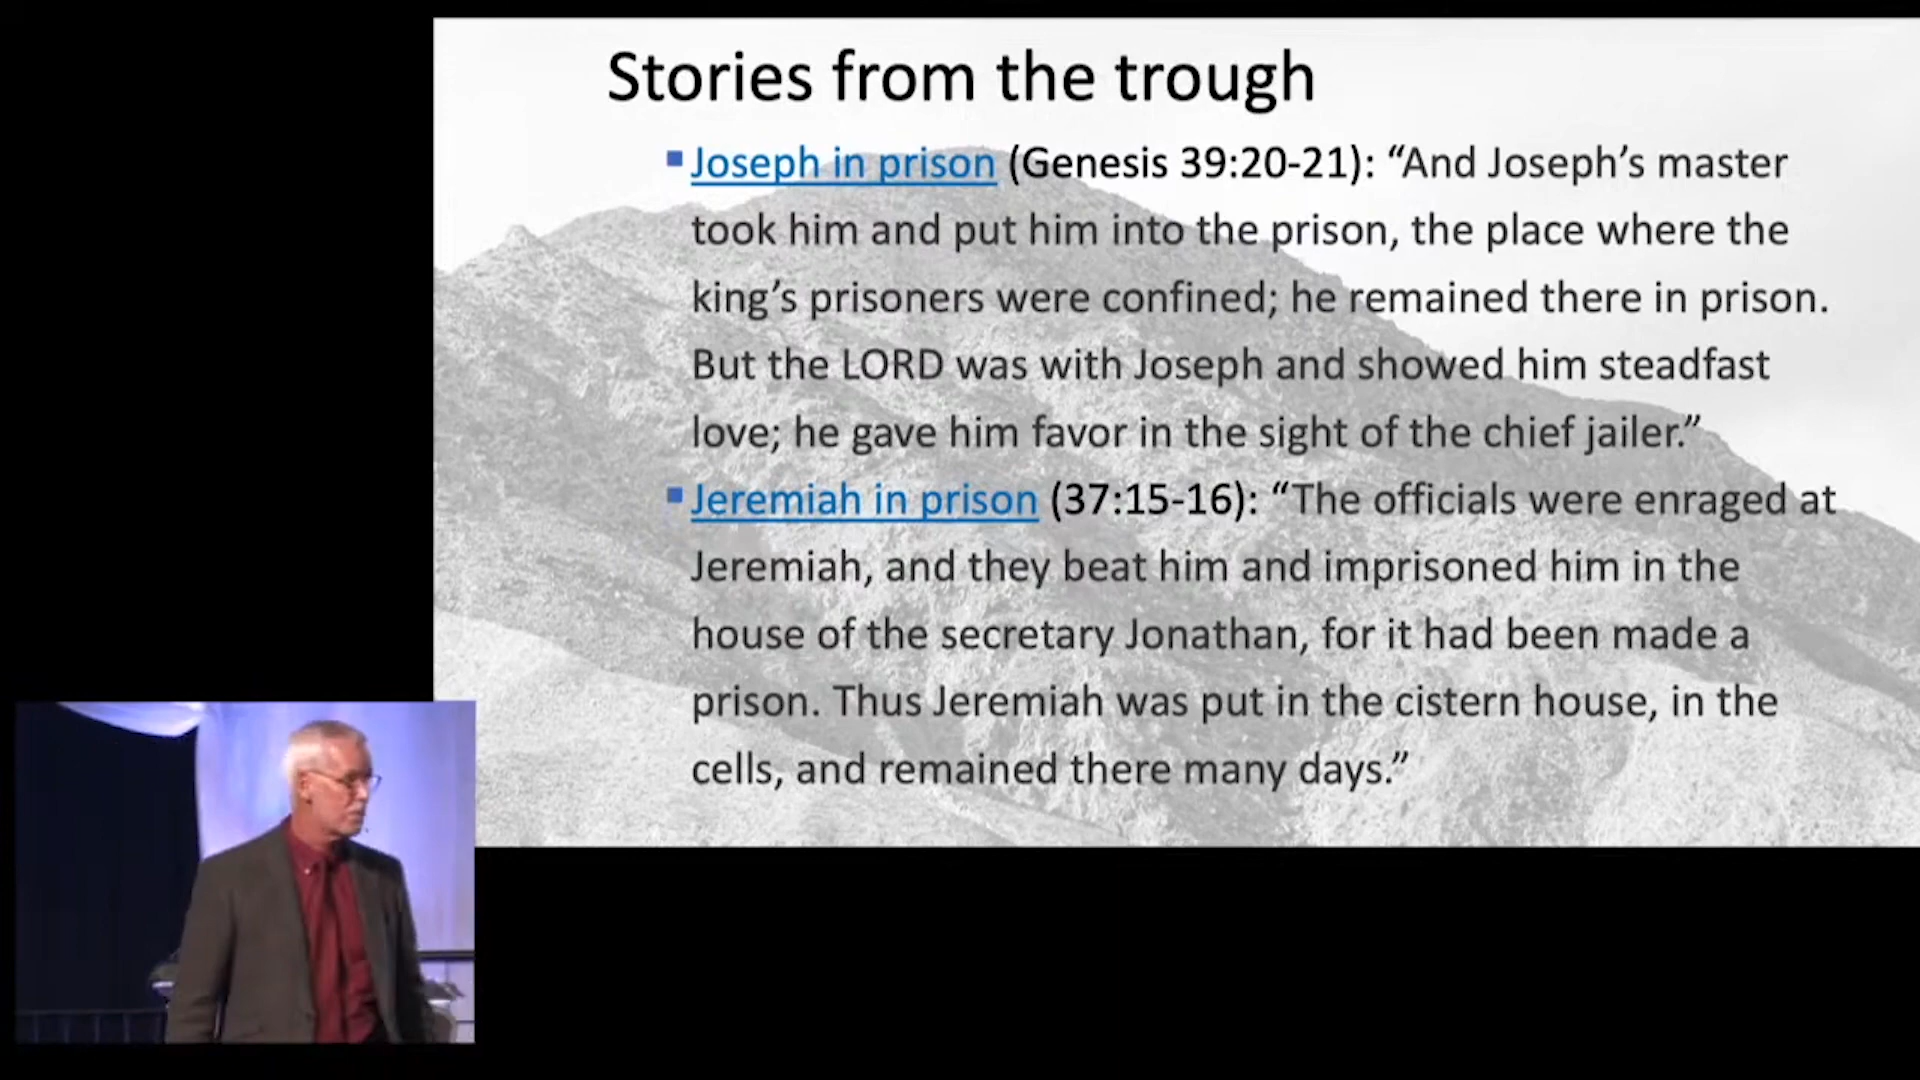 Stories from the trough
▪Joseph in prison (Genesis 39:20-21): “And Joseph’s master
took him and put him into the prison, the place where the
king’s prisoners were confined; he remained there in prison.
But the LORD was with Joseph and showed him steadfast
love; he gave him favor in the sight of the chief jailer.”
▪Jeremiah in prison (37:15-16): “The officials were enraged at
Jeremiah, and they beat him and imprisoned him in the
house of the secretary Jonathan, for it had been made a
prison. Thus Jeremiah was put in the cistern house, in the
cells, and remained there many days.”